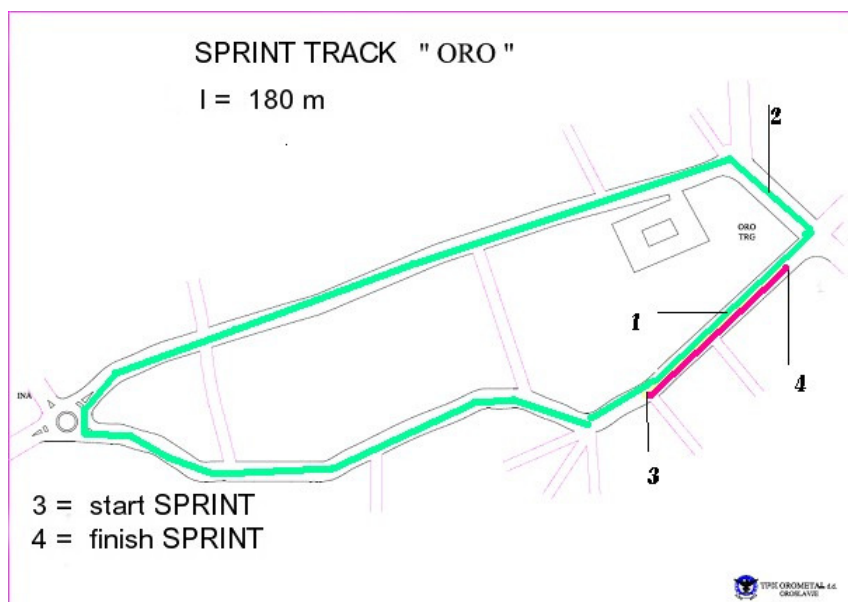 SPRINT TRACK " ORO "
l = 180 m
2
ORO
TRG
1
INA
4
3
3 = start SPRINT
4 = finish SPRINT
TPK OROMETAL d.d.
OROSLAVJE